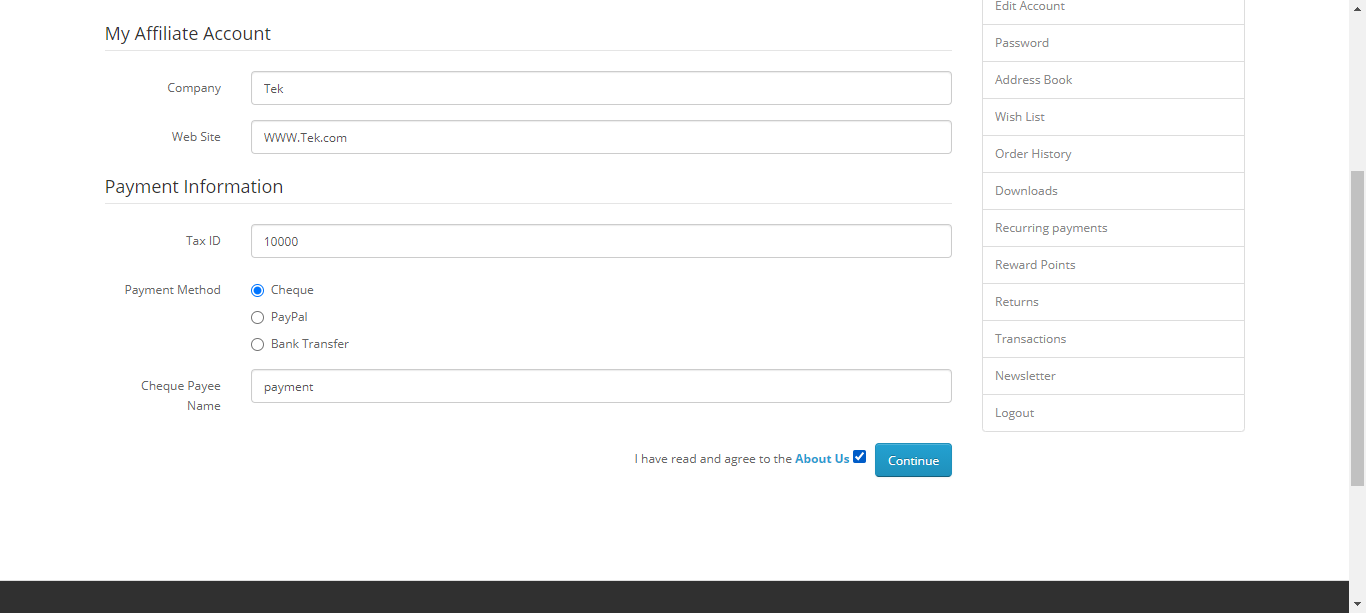 My Affiliate Account
Company
Tek
Web Site
WWW.Tek.com
Payment Information
Tax ID
10000
Payment Method
Cheque
PayPal
Bank Transfer
Cheque Payee
Name
payment
I have read and agree to the About Us
Continue
Edit Account
Password
Address Book
Wish List
Order History
Downloads
Recurring payments
Reward Points
Returns
Transactions
Newsletter
Logout